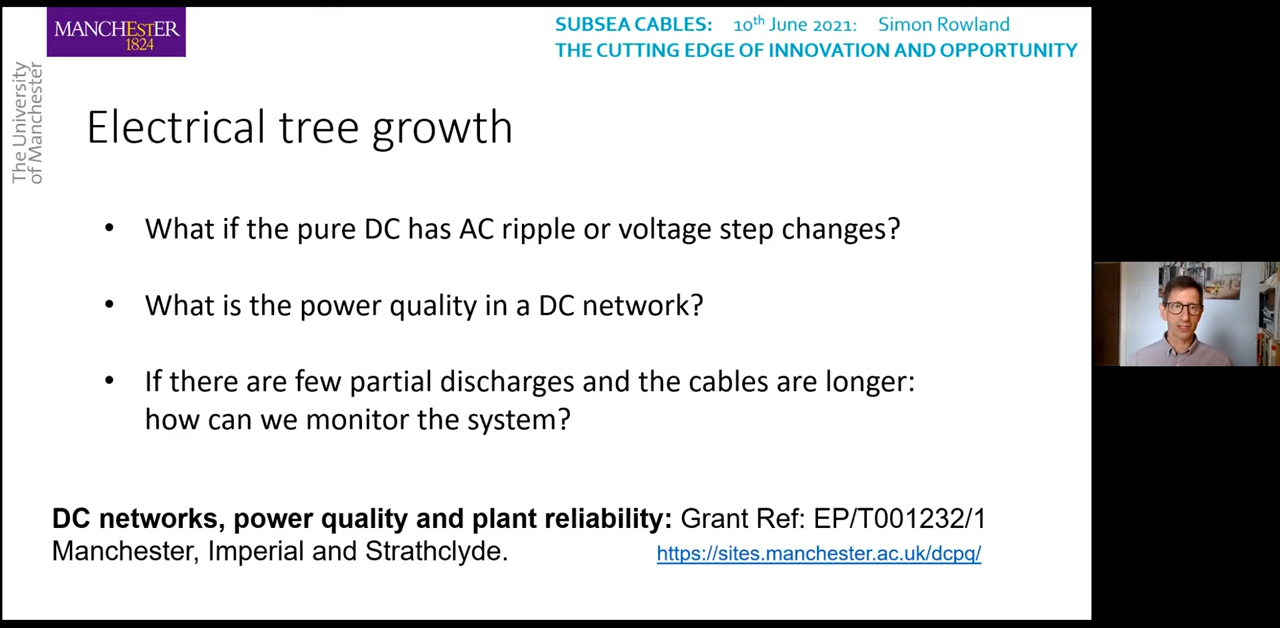 MANCHESTER
1824
The University
of Manchester
SUBSEA CABLES: 10th June 2021: Simon Rowland
THE CUTTING EDGE OF INNOVATION AND OPPORTUNITY
Electrical tree growth
• What if the pure DC has AC ripple or voltage step changes?
• What is the power quality in a DC network?
• If there are few partial discharges and the cables are longer:
how can we monitor the system?
DC networks, power quality and plant reliability: Grant Ref: EP/T001232/1
Manchester, Imperial and Strathclyde. https://sites.manchester.ac.uk/dcpq/